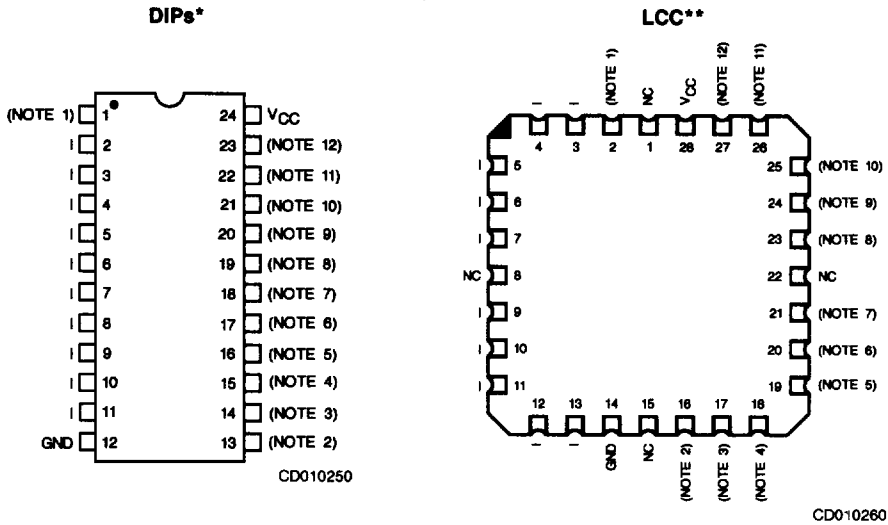 DIPs*
(NOTE 1) 1 24 VCC
I 2 23 (NOTE 12)
I 3 22 (NOTE 11)
I 4 21 (NOTE 10)
I 5 20 (NOTE 9)
I 6 19 (NOTE 8)
I 7 18 (NOTE 7)
I 8 17 (NOTE 6)
I 9 16 (NOTE 5)
I 10 15 (NOTE 4)
I 11 14 (NOTE 3)
GND 12 13 (NOTE 2)
CD010250
LCC**
I I (NOTE 1) NC VCC (NOTE 12) (NOTE 11)
4 3 2 1 28 27 26
I 5 25 (NOTE 10)
I 6 24 (NOTE 9)
I 7 23 (NOTE 8)
NC 8 22 NC
I 9 21 (NOTE 7)
I 10 20 (NOTE 6)
I 11 19 (NOTE 5)
12 13 14 15 16 17 18
I I GND NC (NOTE 2) (NOTE 3) (NOTE 4)
CD010260